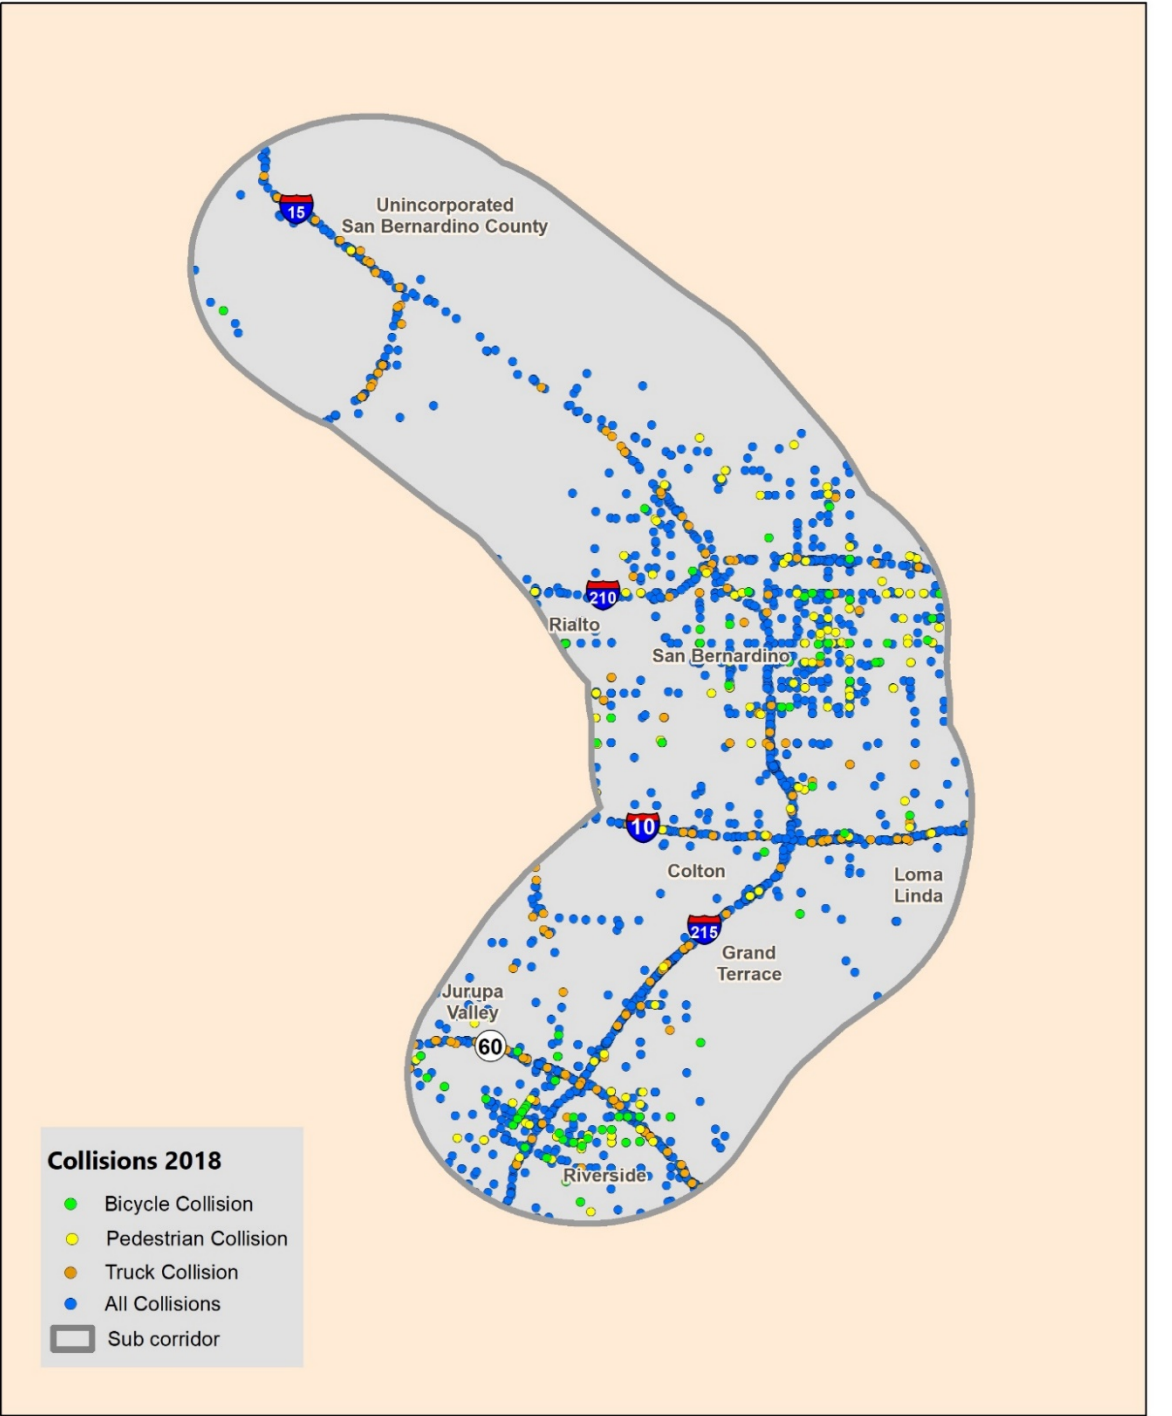 15
Unincorporated
San Bernardino County
210
Rialto
San Bernardino
10
Colton
Loma
Linda
215
Grand
Terrace
Jurupa
Valley
60
Riverside
Collisions 2018
Bicycle Collision
Pedestrian Collision
Truck Collision
All Collisions
Sub corridor